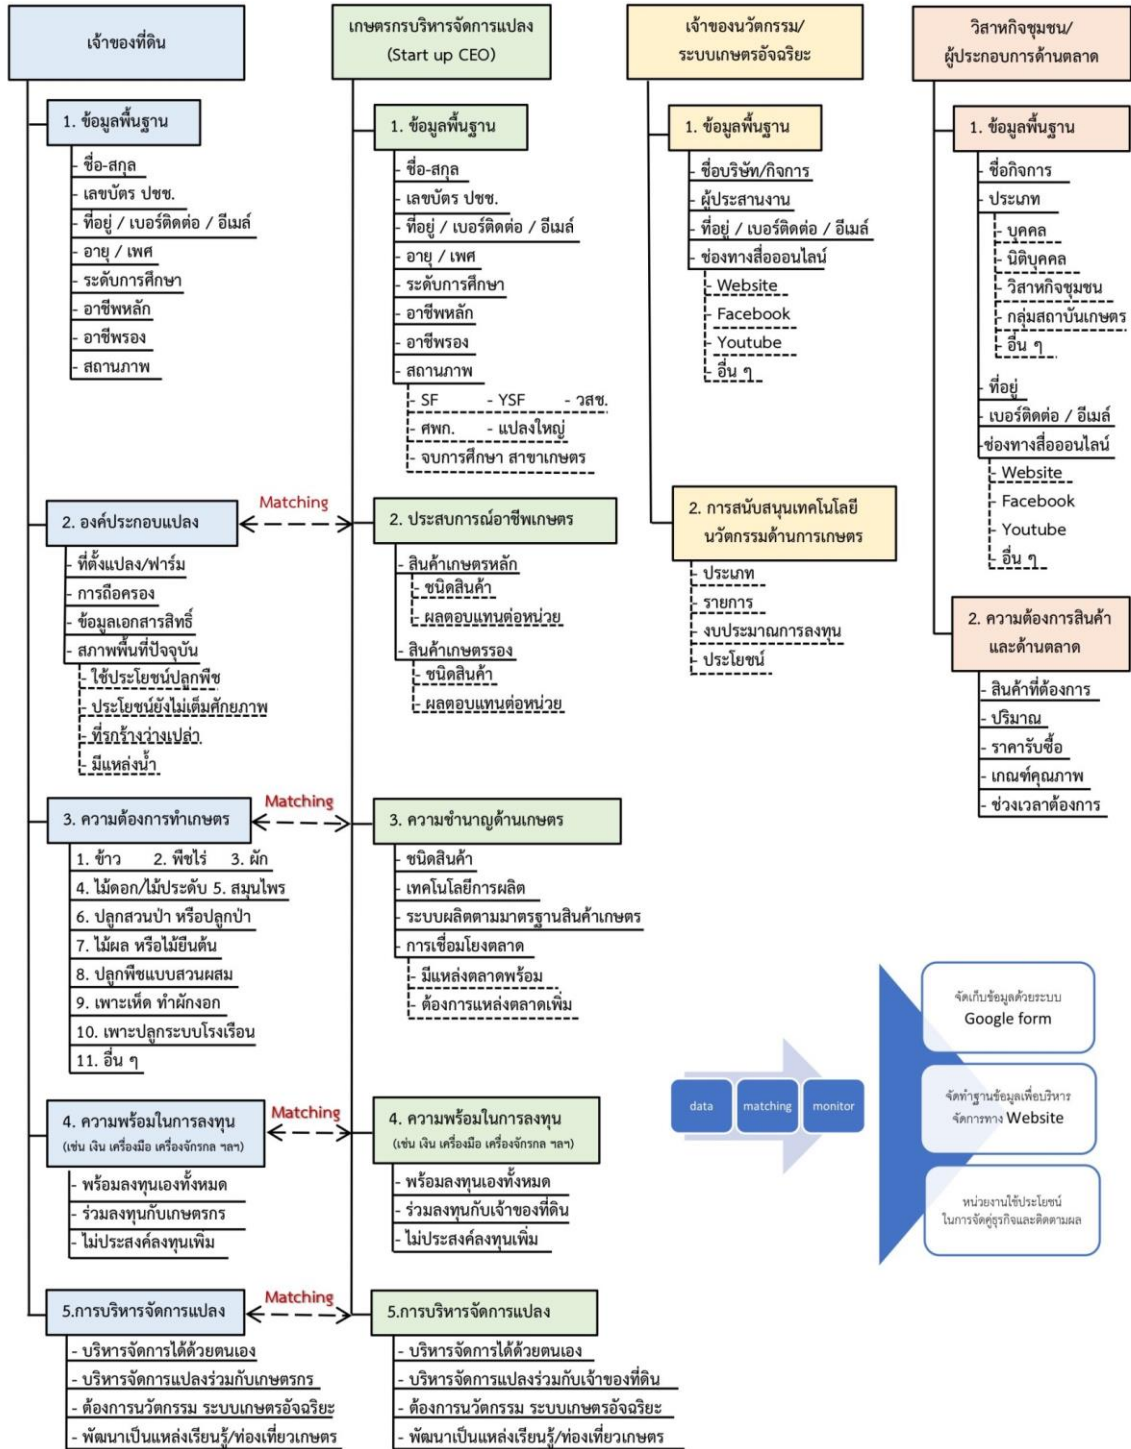 เจ้าของที่ดิน
1. ข้อมูลพื้นฐาน
- ชื่อ-สกุล
- เลขบัตร ปชช.
- ที่อยู่ / เบอร์ติดต่อ / อีเมล์
- อายุ / เพศ
- ระดับการศึกษา
- อาชีพหลัก
- อาชีพรอง
- สถานภาพ
2. องค์ประกอบแปลง
- ที่ตั้งแปลง/ฟาร์ม
- การถือครอง
- ข้อมูลเอกสารสิทธิ์
- สภาพพื้นที่ปัจจุบัน
- ใช้ประโยชน์ปลูกพืช
- ประโยชน์ยังไม่เต็มศักยภาพ
- ที่รกร้างว่างเปล่า
- มีแหล่งน้ำ
3. ความต้องการทำเกษตร
1. ข้าว 2. พืชไร่ 3. ผัก
4. ไม้ดอก/ไม้ประดับ 5. สมุนไพร
6. ปลูกสวนป่า หรือปลูกป่า
7. ไม้ผล หรือไม้ยืนต้น
8. ปลูกพืชแบบสวนผสม
9. เพาะเห็ด ทำผักงอก
10. เพาะปลูกระบบโรงเรือน
11. อื่น ๆ
4. ความพร้อมในการลงทุน
(เช่น เงิน เครื่องมือ เครื่องจักรกล ฯลฯ)
- พร้อมลงทุนเองทั้งหมด
- ร่วมลงทุนกับเกษตรกร
- ไม่ประสงค์ลงทุนเพิ่ม
5.การบริหารจัดการแปลง
- บริหารจัดการได้ด้วยตนเอง
- บริหารจัดการแปลงร่วมกับเกษตรกร
- ต้องการนวัตกรรม ระบบเกษตรอัจฉริยะ
- พัฒนาเป็นแหล่งเรียนรู้/ท่องเที่ยวเกษตร
Matching
Matching
Matching
Matching
เกษตรกรบริหารจัดการแปลง
(Start up CEO)
1. ข้อมูลพื้นฐาน
- ชื่อ-สกุล
- เลขบัตร ปชช.
- ที่อยู่ / เบอร์ติดต่อ / อีเมล์
- อายุ / เพศ
- ระดับการศึกษา
- อาชีพหลัก
- อาชีพรอง
- สถานภาพ
- SF - YSF - วสช.
- ศพก. - แปลงใหญ่
- จบการศึกษา สาขาเกษตร
2. ประสบการณ์อาชีพเกษตร
- สินค้าเกษตรหลัก
- ชนิดสินค้า
- ผลตอบแทนต่อหน่วย
- สินค้าเกษตรรอง
- ชนิดสินค้า
- ผลตอบแทนต่อหน่วย
3. ความชำนาญด้านเกษตร
- ชนิดสินค้า
- เทคโนโลยีการผลิต
- ระบบผลิตตามมาตรฐานสินค้าเกษตร
- การเชื่อมโยงตลาด
- มีแหล่งตลาดพร้อม
- ต้องการแหล่งตลาดเพิ่ม
4. ความพร้อมในการลงทุน
(เช่น เงิน เครื่องมือ เครื่องจักรกล ฯลฯ)
- พร้อมลงทุนเองทั้งหมด
- ร่วมลงทุนกับเจ้าของที่ดิน
- ไม่ประสงค์ลงทุนเพิ่ม
5.การบริหารจัดการแปลง
- บริหารจัดการได้ด้วยตนเอง
- บริหารจัดการแปลงร่วมกับเจ้าของที่ดิน
- ต้องการนวัตกรรม ระบบเกษตรอัจฉริยะ
- พัฒนาเป็นแหล่งเรียนรู้/ท่องเที่ยวเกษตร
เจ้าของนวัตกรรม/
ระบบเกษตรอัจฉริยะ
1. ข้อมูลพื้นฐาน
- ชื่อบริษัท/กิจการ
- ผู้ประสานงาน
- ที่อยู่ / เบอร์ติดต่อ / อีเมล์
- ช่องทางสื่อออนไลน์
- Website
- Facebook
- Youtube
- อื่น ๆ
2. การสนับสนุนเทคโนโลยี
นวัตกรรมด้านการเกษตร
- ประเภท
- รายการ
- งบประมาณการลงทุน
- ประโยชน์
วิสาหกิจชุมชน/
ผู้ประกอบการด้านตลาด
1. ข้อมูลพื้นฐาน
- ชื่อกิจการ
- ประเภท
- บุคคล
- นิติบุคคล
- วิสาหกิจชุมชน
- กลุ่มสถาบันเกษตร
- อื่น ๆ
- ที่อยู่
- เบอร์ติดต่อ / อีเมล์
-ช่องทางสื่อออนไลน์
- Website
- Facebook
- Youtube
- อื่น ๆ
2. ความต้องการสินค้า
และด้านตลาด
- สินค้าที่ต้องการ
- ปริมาณ
- ราคารับซื้อ
- เกณฑ์คุณภาพ
- ช่วงเวลาต้องการ
data
matching
monitor
จัดเก็บข้อมูลด้วยระบบ
Google form
จัดทำฐานข้อมูลเพื่อบริหาร
จัดการทาง Website
หน่วยงานใช้ประโยชน์
ในการจัดคู่ธุรกิจและติดตามผล